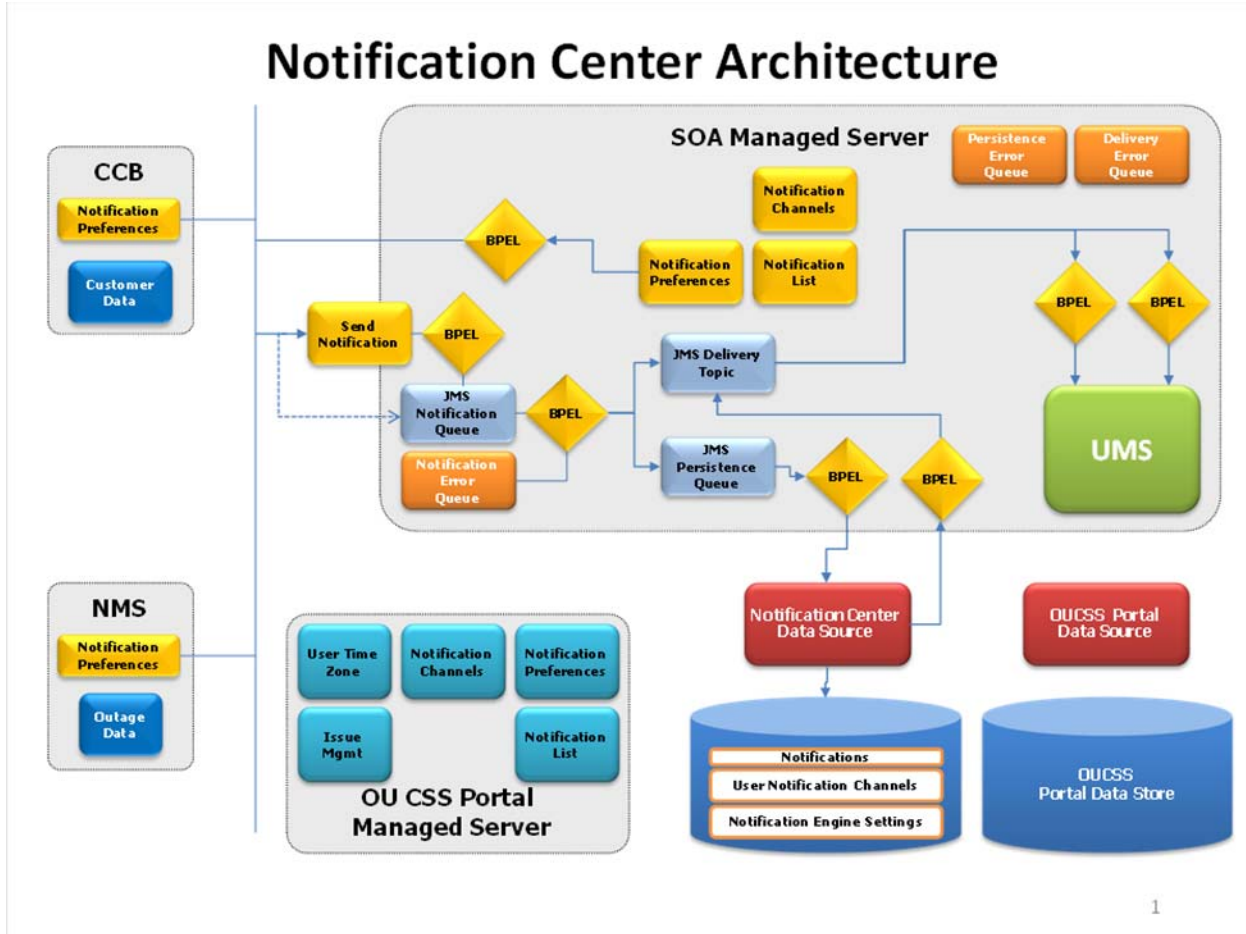 Notification Center Architecture
CCB
Notification
Preferences
Customer
Data
SOA Managed Server
Persistence
Error
Queue
Delivery
Error
Queue
Notification
Channels
BPEL
Notification
Preferences
Notification
List
BPEL
BPEL
Send
Notification
BPEL
JMS Delivery
Topic
JMS
Notification
Queue
BPEL
Notification
Error
Queue
JMS
Persistence
Queue
BPEL
BPEL
UMS
NMS
Notification
Preferences
Outage
Data
User Time
Zone
Notification
Channels
Notification
Preferences
Issue
Mgmt
Notification
List
OU CSS Portal
Managed Server
Notification Center
Data Source
OUCSS Portal
Data Source
Notifications
User Notification Channels
Notification Engine Settings
OUCSS
Portal Data Store
1